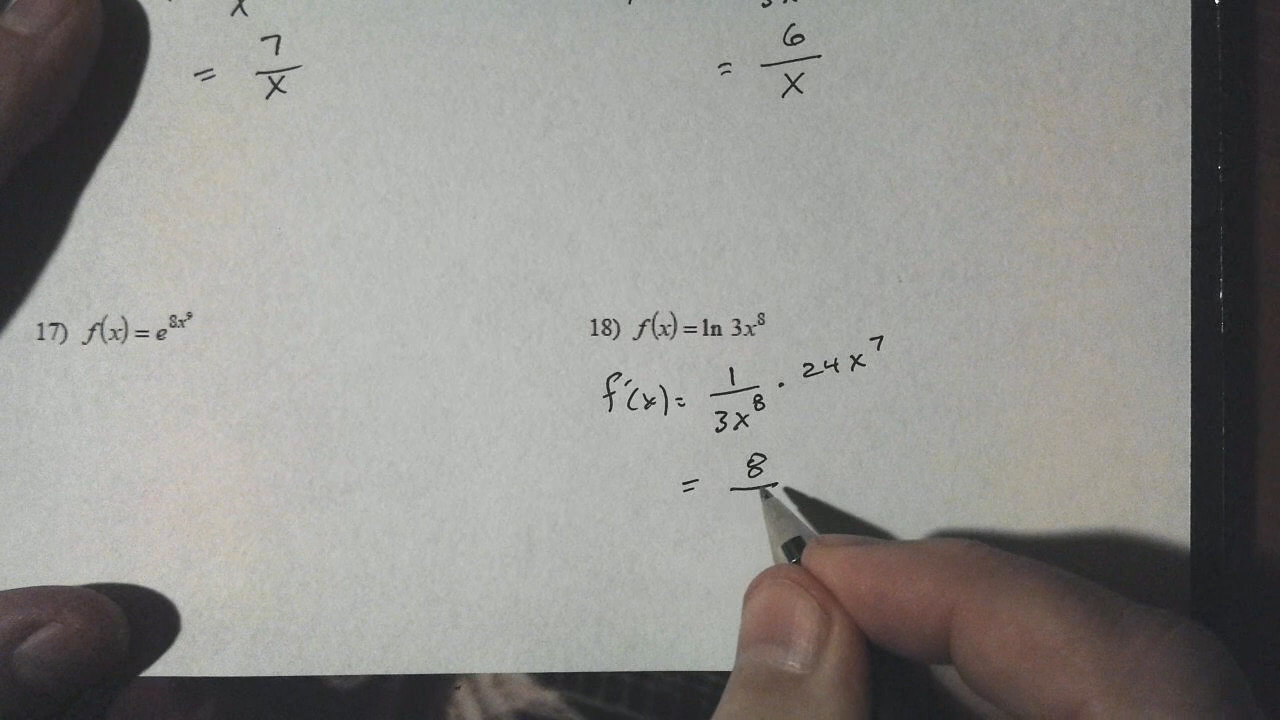 x
= 7/x
= 6/x
17) f(x) = e^{8x^9}
18) f(x) = ln 3x^8
f'(x) = 1/3x^8 · 24x^7
= 8/